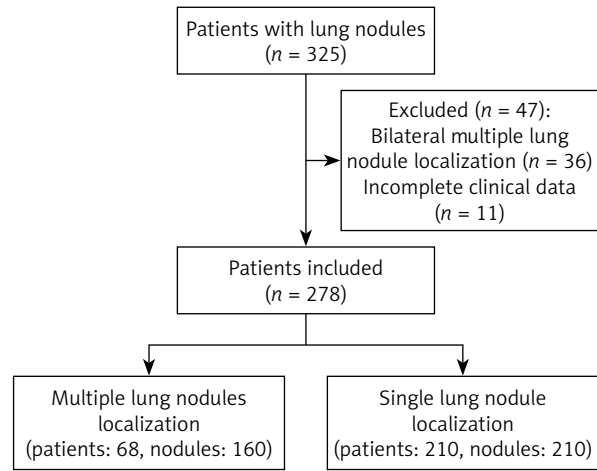 Patients with lung nodules
(n = 325)
Excluded (n = 47):
Bilateral multiple lung
nodule localization (n = 36)
Incomplete clinical data
(n = 11)
Patients included
(n = 278)
Multiple lung nodules
localization
(patients: 68, nodules: 160)
Single lung nodule
localization
(patients: 210, nodules: 210)